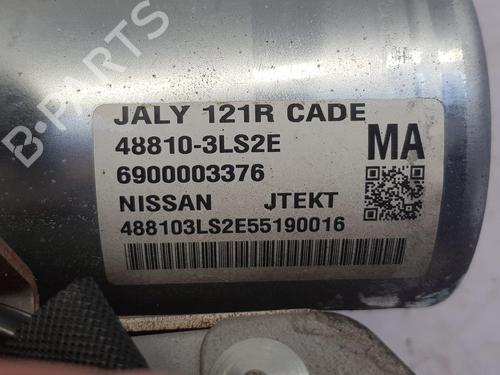 B-PARTS
JALY 121R CADE
48810-3LS2E MA
6900003376
NISSAN JTEKT
488103LS2E55190016